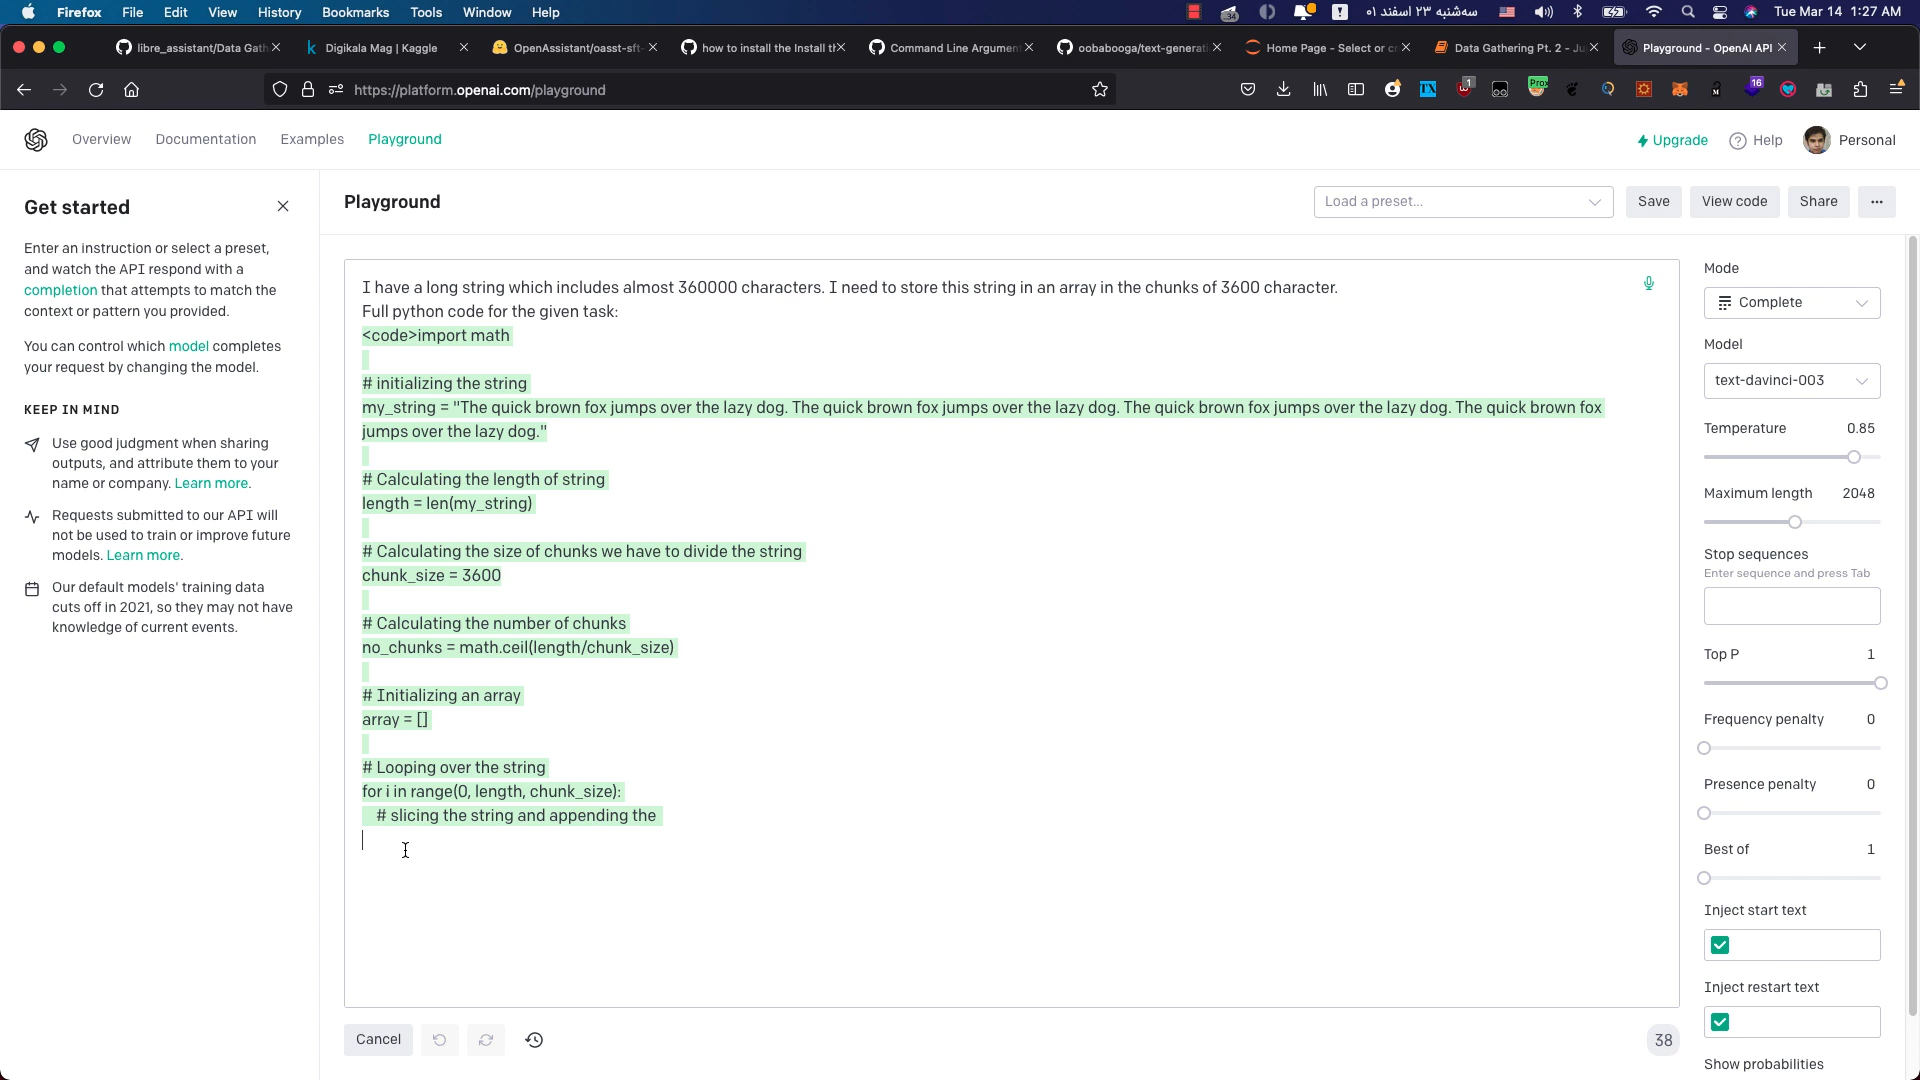 Firefox File Edit View History Bookmarks Tools Window Help
34
سه‌شنبه ۲۳ اسفند ۰۱
Tue Mar 14 1:27 AM
libre_assistant/Data Gath
Digikala Mag | Kaggle
OpenAssistant/oasst-sft-
how to install the Install th
Command Line Argumen
oobabooga/text-generati
Home Page - Select or cr
Data Gathering Pt. 2 - Ju
Playground - OpenAI API
https://platform.openai.com/playground
1
Prox
16
Overview Documentation Examples Playground
Upgrade Help Personal
Get started
Enter an instruction or select a preset,
and watch the API respond with a
completion that attempts to match the
context or pattern you provided.
You can control which model completes
your request by changing the model.
KEEP IN MIND
Use good judgment when sharing
outputs, and attribute them to your
name or company. Learn more.
Requests submitted to our API will
not be used to train or improve future
models. Learn more.
Our default models' training data
cuts off in 2021, so they may not have
knowledge of current events.
Playground
Load a preset...
Save
View code
Share
...
I have a long string which includes almost 360000 characters. I need to store this string in an array in the chunks of 3600 character.
Full python code for the given task:
<code>import math
# initializing the string
my_string = "The quick brown fox jumps over the lazy dog. The quick brown fox jumps over the lazy dog. The quick brown fox jumps over the lazy dog. The quick brown fox
jumps over the lazy dog."
# Calculating the length of string
length = len(my_string)
# Calculating the size of chunks we have to divide the string
chunk_size = 3600
# Calculating the number of chunks
no_chunks = math.ceil(length/chunk_size)
# Initializing an array
array = []
# Looping over the string
for i in range(0, length, chunk_size):
    # slicing the string and appending the
Cancel
38
Mode
Complete
Model
text-davinci-003
Temperature 0.85
Maximum length 2048
Stop sequences
Enter sequence and press Tab
Top P 1
Frequency penalty 0
Presence penalty 0
Best of 1
Inject start text
Inject restart text
Show probabilities